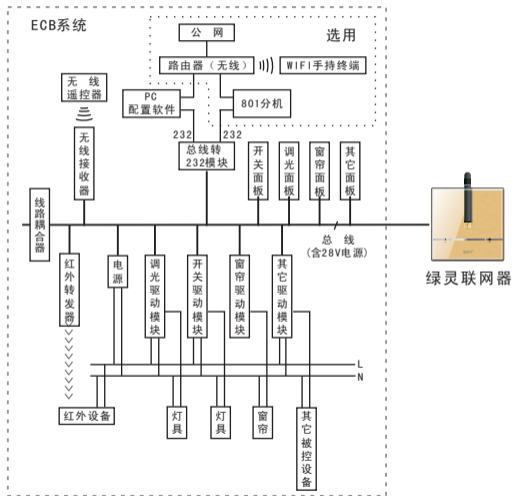 ECB系统
选用
公网
路由器(无线)
WIFI手持终端
无线
遥控器
PC
配置软件
801分机
232
232
无线接收器
总线转
232模块
开关面板
调光面板
窗帘面板
其它面板
线路耦合器
总线
(含28V电源)
绿灵联网器
红外转发器
电源
调光驱动模块
开关驱动模块
窗帘驱动模块
其它驱动模块
L
N
红外设备
灯具
灯具
窗帘
其它被控设备